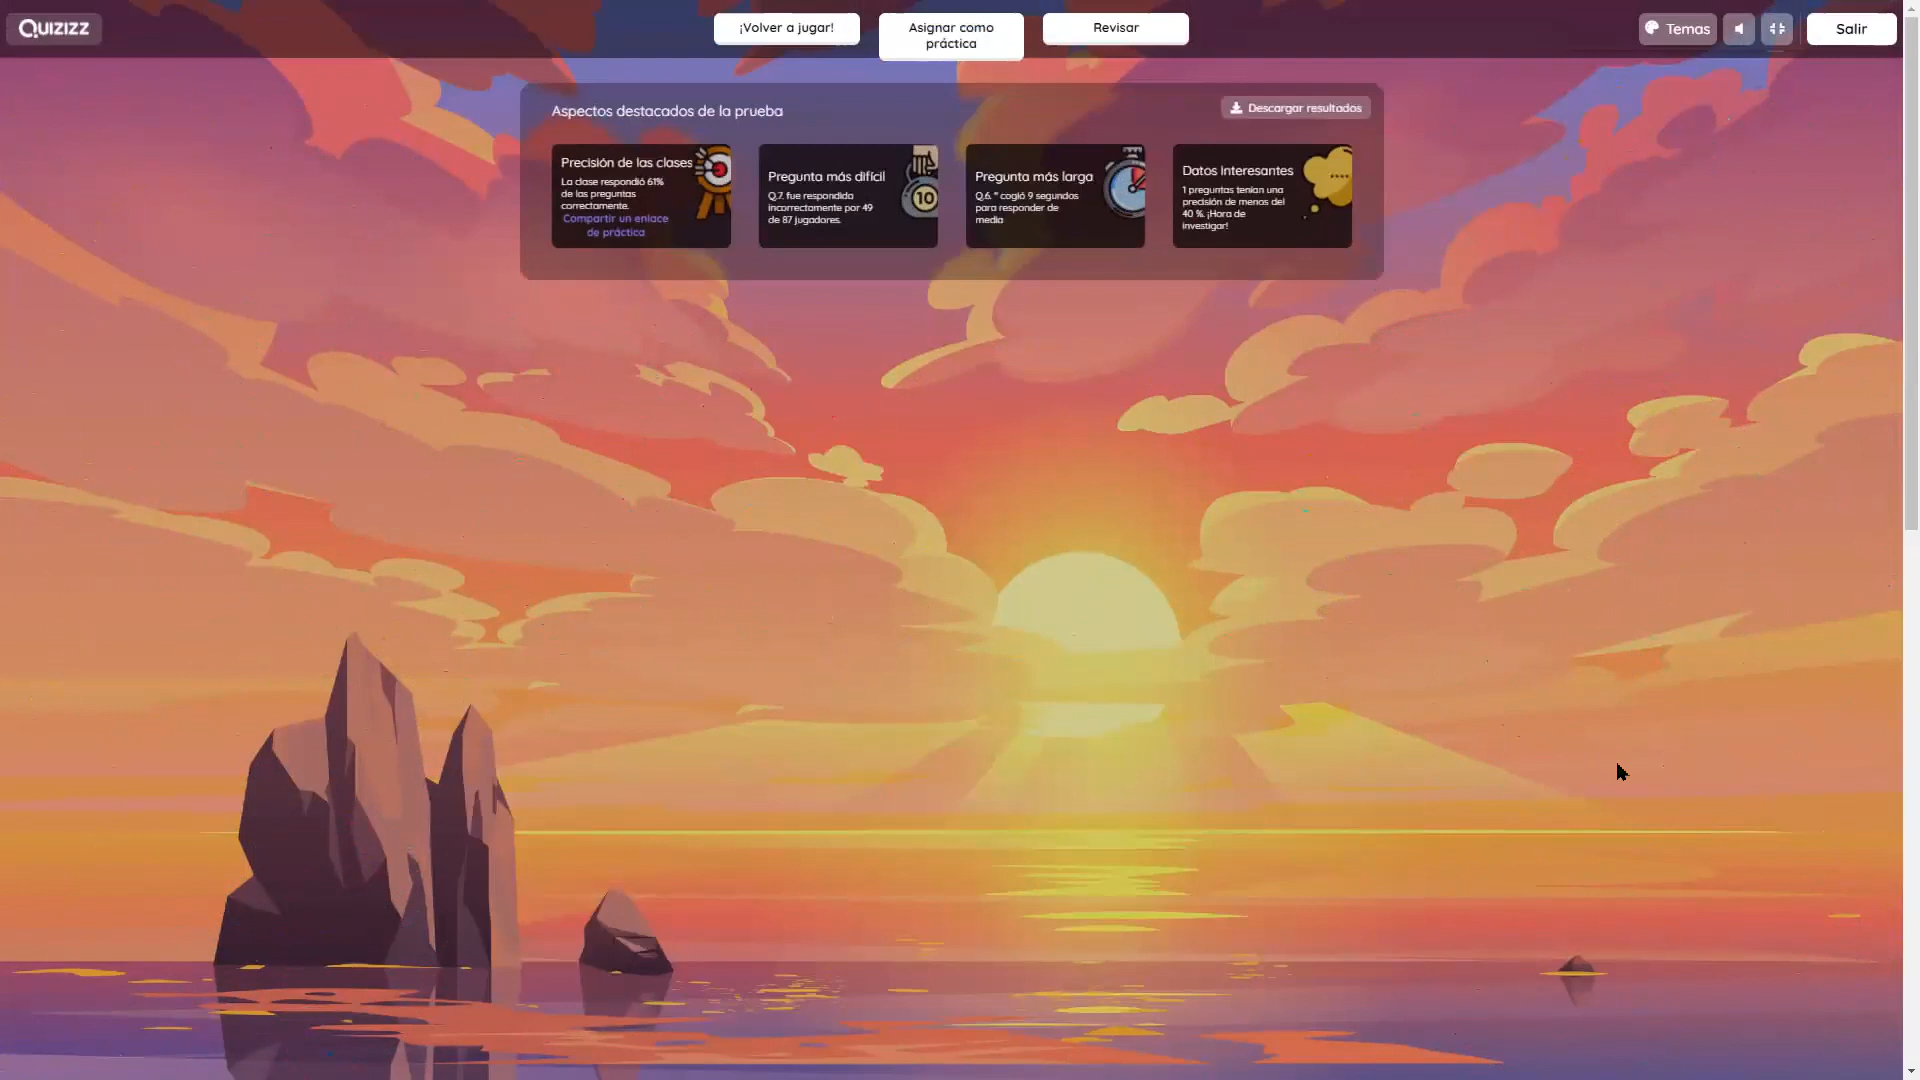 Quizizz
¡Volver a jugar!
Asignar como
práctica
Revisar
Temas
Salir
Aspectos destacados de la prueba
Descargar resultados
Precisión de las clases
La clase respondió 61%
de las preguntas
correctamente.
Compartir un enlace
de práctica
Pregunta más difícil
Q.7. fue respondida
incorrectamente por 49
de 87 jugadores.
10
Pregunta más larga
Q.6. " cogió 9 segundos
para responder de
media
Datos Interesantes
1 preguntas tenían una
precisión de menos del
40 %. ¡Hora de
investigar!